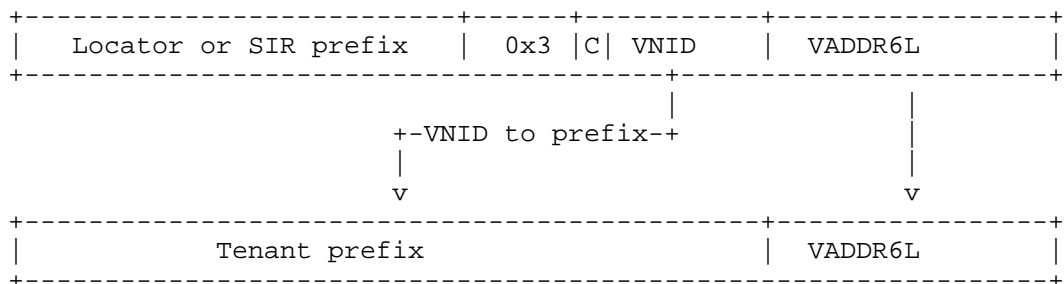 Locator or SIR prefix | 0x3 |C| VNID | VADDR6L
VNID to prefix
v v
Tenant prefix | VADDR6L